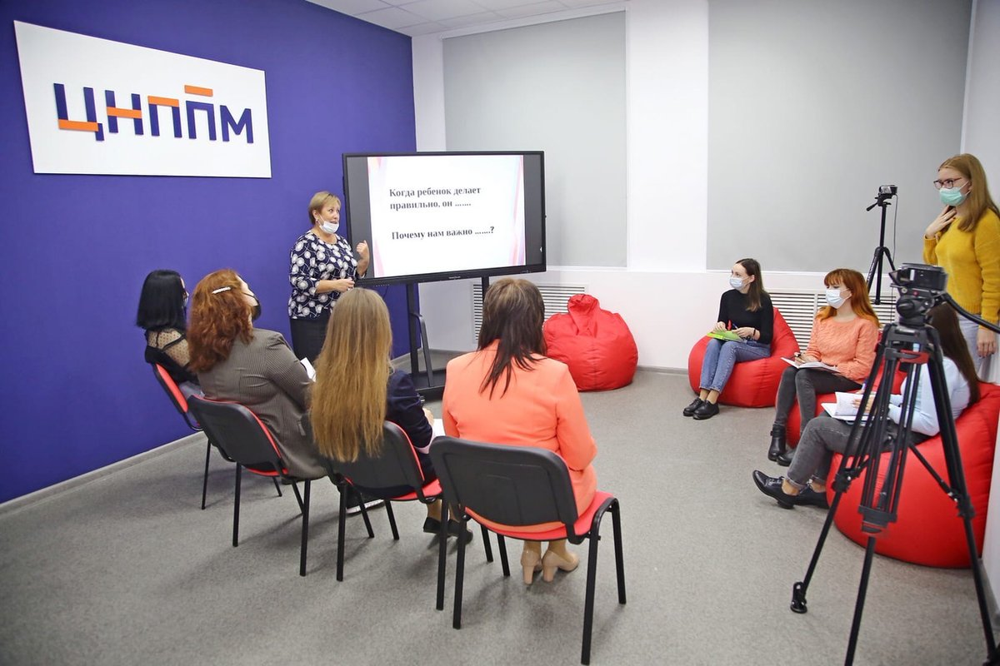 ЦНППМ
Когда ребенок делает
правильно, он .......
Почему нам важно .......?